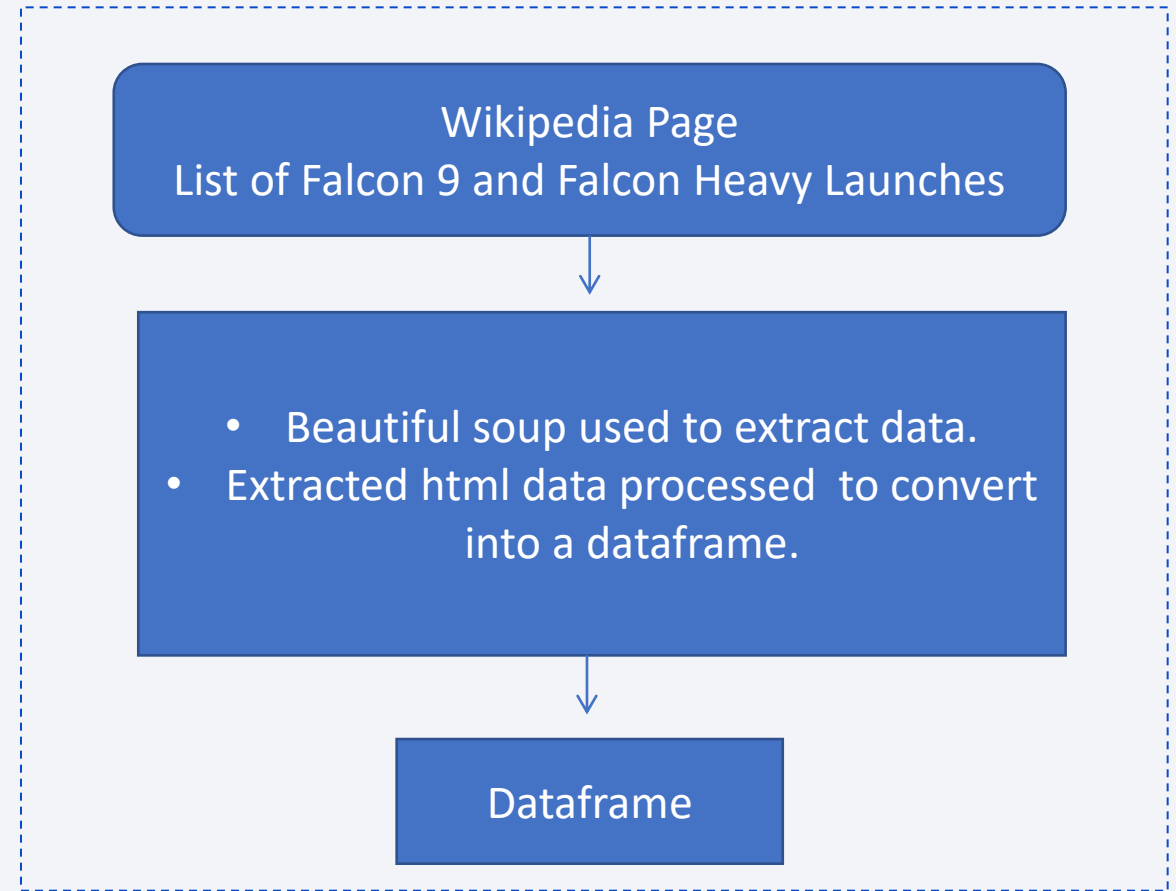 Wikipedia Page
List of Falcon 9 and Falcon Heavy Launches
• Beautiful soup used to extract data.
• Extracted html data processed  to convert
into a dataframe.
Dataframe